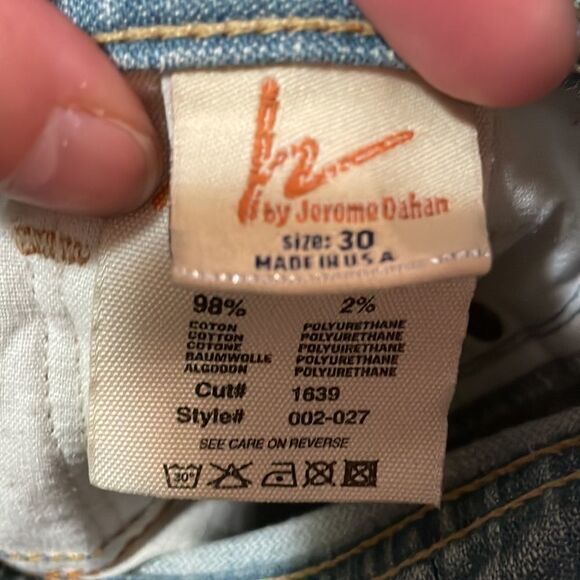 by Jerome Dahan
Size: 30
MADE IN U.S.A
98% 2%
COTON POLYURETHANE
COTTON POLYURETHANE
COTONE POLYUIRETHANE
BAUMWOLLE POLYURETHANE
ALGODON POLYURETHANE
Cut# 1639
Style# 002-027
SEE CARE ON REVERSE
30°